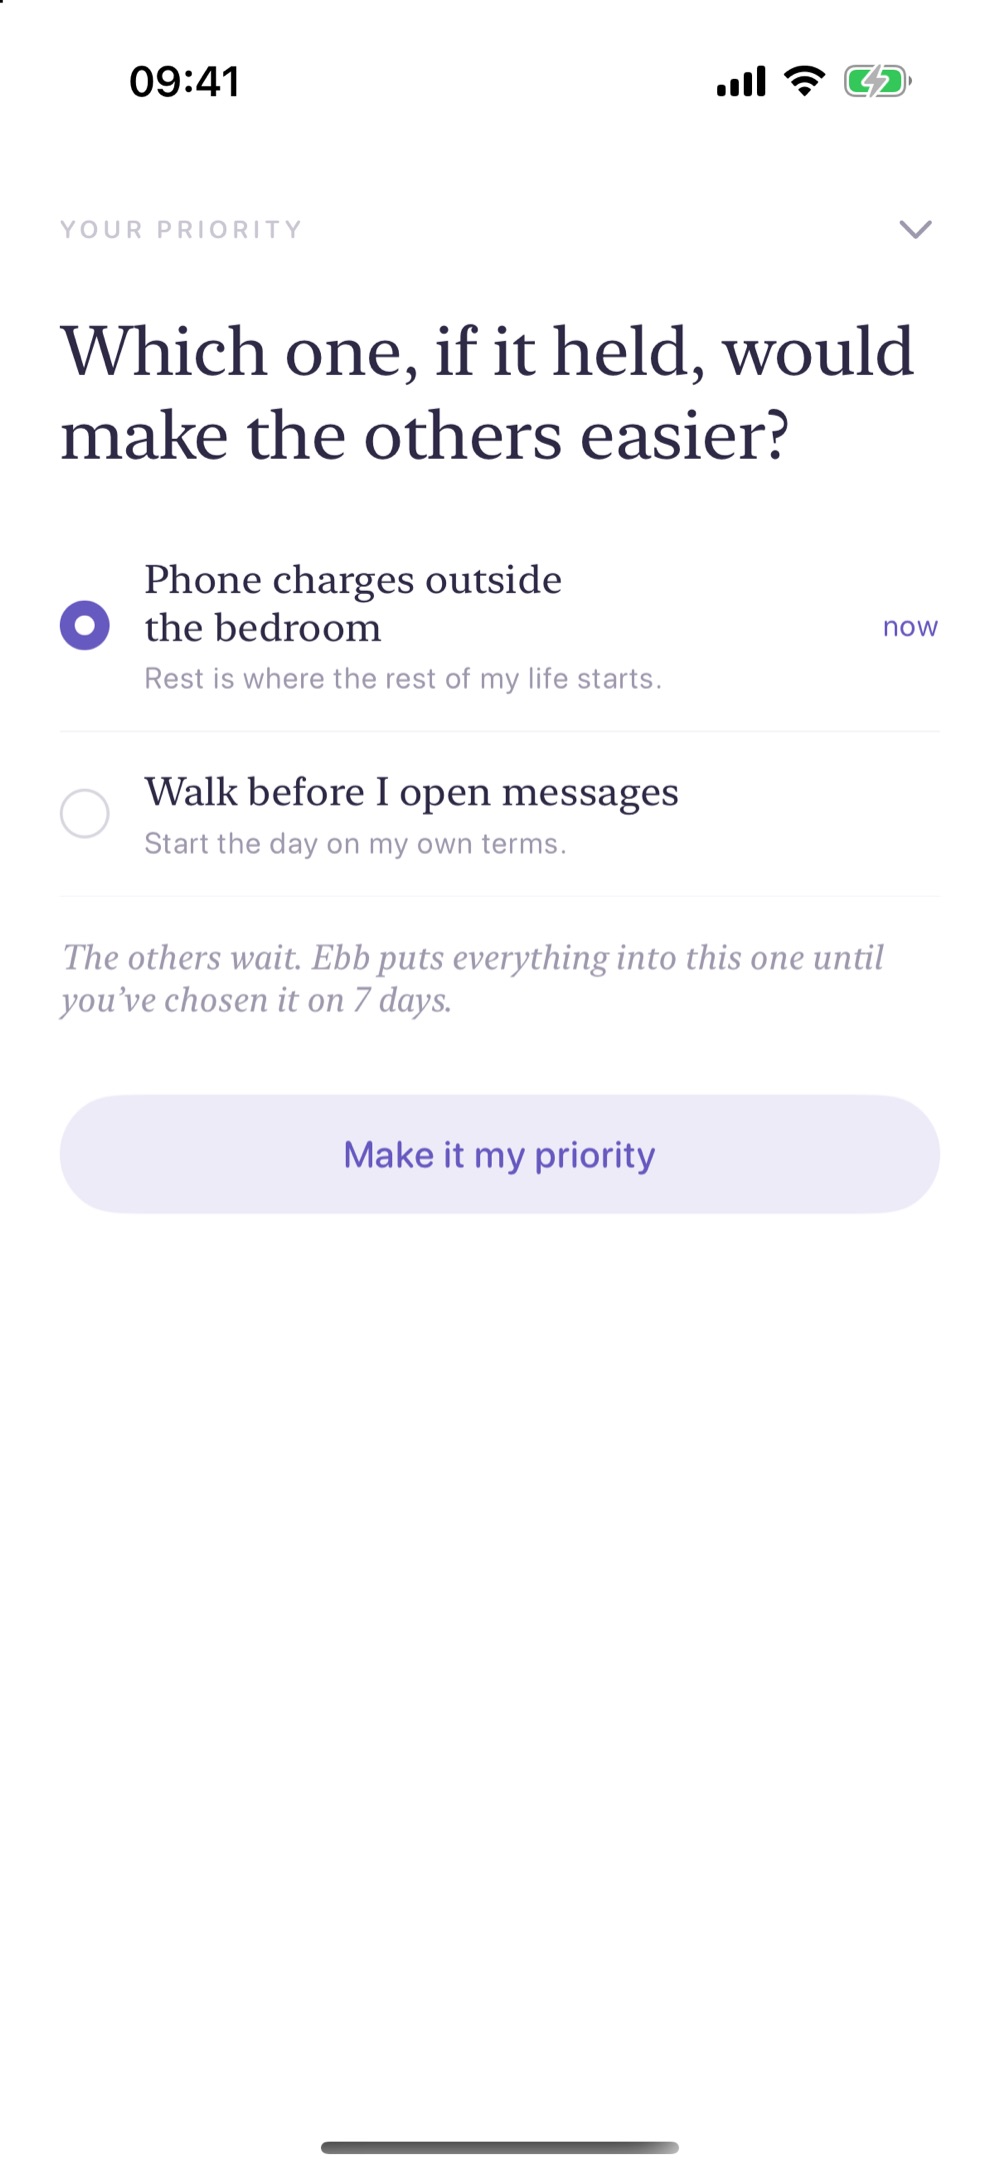 09:41
YOUR PRIORITY
Which one, if it held, would
make the others easier?
Phone charges outside
the bedroom
now
Rest is where the rest of my life starts.
Walk before I open messages
Start the day on my own terms.
The others wait. Ebb puts everything into this one until
you’ve chosen it on 7 days.
Make it my priority